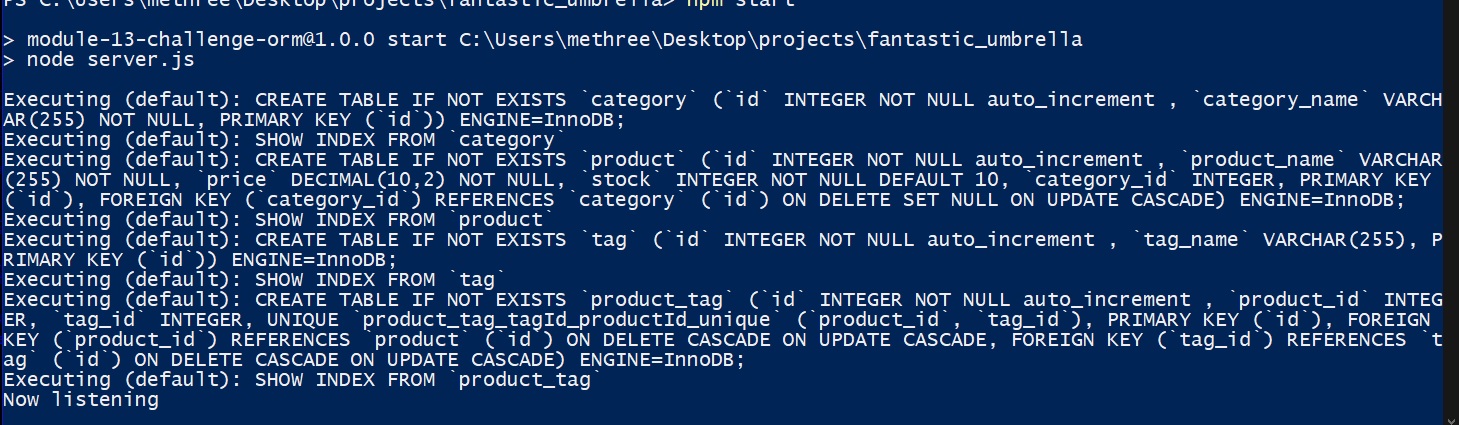 PS C:\Users\methree\Desktop\projects\fantastic_umbrella> npm start
> module-13-challenge-orm@1.0.0 start C:\Users\methree\Desktop\projects\fantastic_umbrella
> node server.js
Executing (default): CREATE TABLE IF NOT EXISTS `category` (`id` INTEGER NOT NULL auto_increment , `category_name` VARCH
AR(255) NOT NULL, PRIMARY KEY (`id`)) ENGINE=InnoDB;
Executing (default): SHOW INDEX FROM `category`
Executing (default): CREATE TABLE IF NOT EXISTS `product` (`id` INTEGER NOT NULL auto_increment , `product_name` VARCHAR
(255) NOT NULL, `price` DECIMAL(10,2) NOT NULL, `stock` INTEGER NOT NULL DEFAULT 10, `category_id` INTEGER, PRIMARY KEY
(`id`), FOREIGN KEY (`category_id`) REFERENCES `category` (`id`) ON DELETE SET NULL ON UPDATE CASCADE) ENGINE=InnoDB;
Executing (default): SHOW INDEX FROM `product`
Executing (default): CREATE TABLE IF NOT EXISTS `tag` (`id` INTEGER NOT NULL auto_increment , `tag_name` VARCHAR(255), P
RIMARY KEY (`id`)) ENGINE=InnoDB;
Executing (default): SHOW INDEX FROM `tag`
Executing (default): CREATE TABLE IF NOT EXISTS `product_tag` (`id` INTEGER NOT NULL auto_increment , `product_id` INTEG
ER, `tag_id` INTEGER, UNIQUE `product_tag_tagId_productId_unique` (`product_id`, `tag_id`), PRIMARY KEY (`id`), FOREIGN
KEY (`product_id`) REFERENCES `product` (`id`) ON DELETE CASCADE ON UPDATE CASCADE, FOREIGN KEY (`tag_id`) REFERENCES `t
ag` (`id`) ON DELETE CASCADE ON UPDATE CASCADE) ENGINE=InnoDB;
Executing (default): SHOW INDEX FROM `product_tag`
Now listening